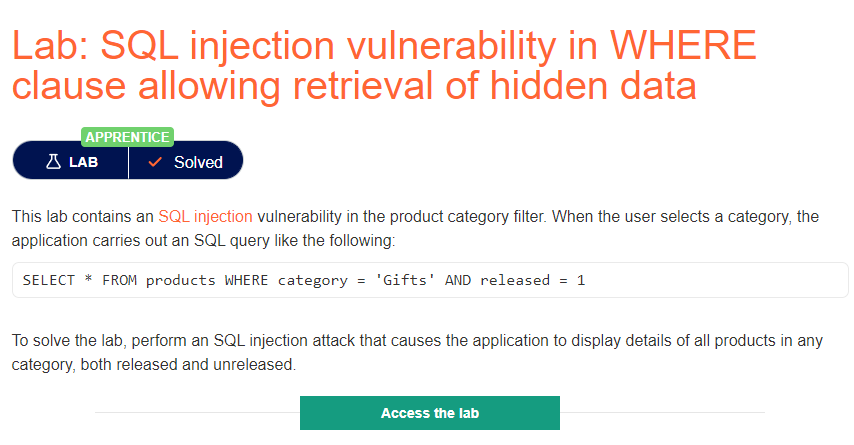 Lab: SQL injection vulnerability in WHERE
clause allowing retrieval of hidden data
APPRENTICE
LAB
Solved
This lab contains an SQL injection vulnerability in the product category filter. When the user selects a category, the
application carries out an SQL query like the following:
SELECT * FROM products WHERE category = 'Gifts' AND released = 1
To solve the lab, perform an SQL injection attack that causes the application to display details of all products in any
category, both released and unreleased.
Access the lab